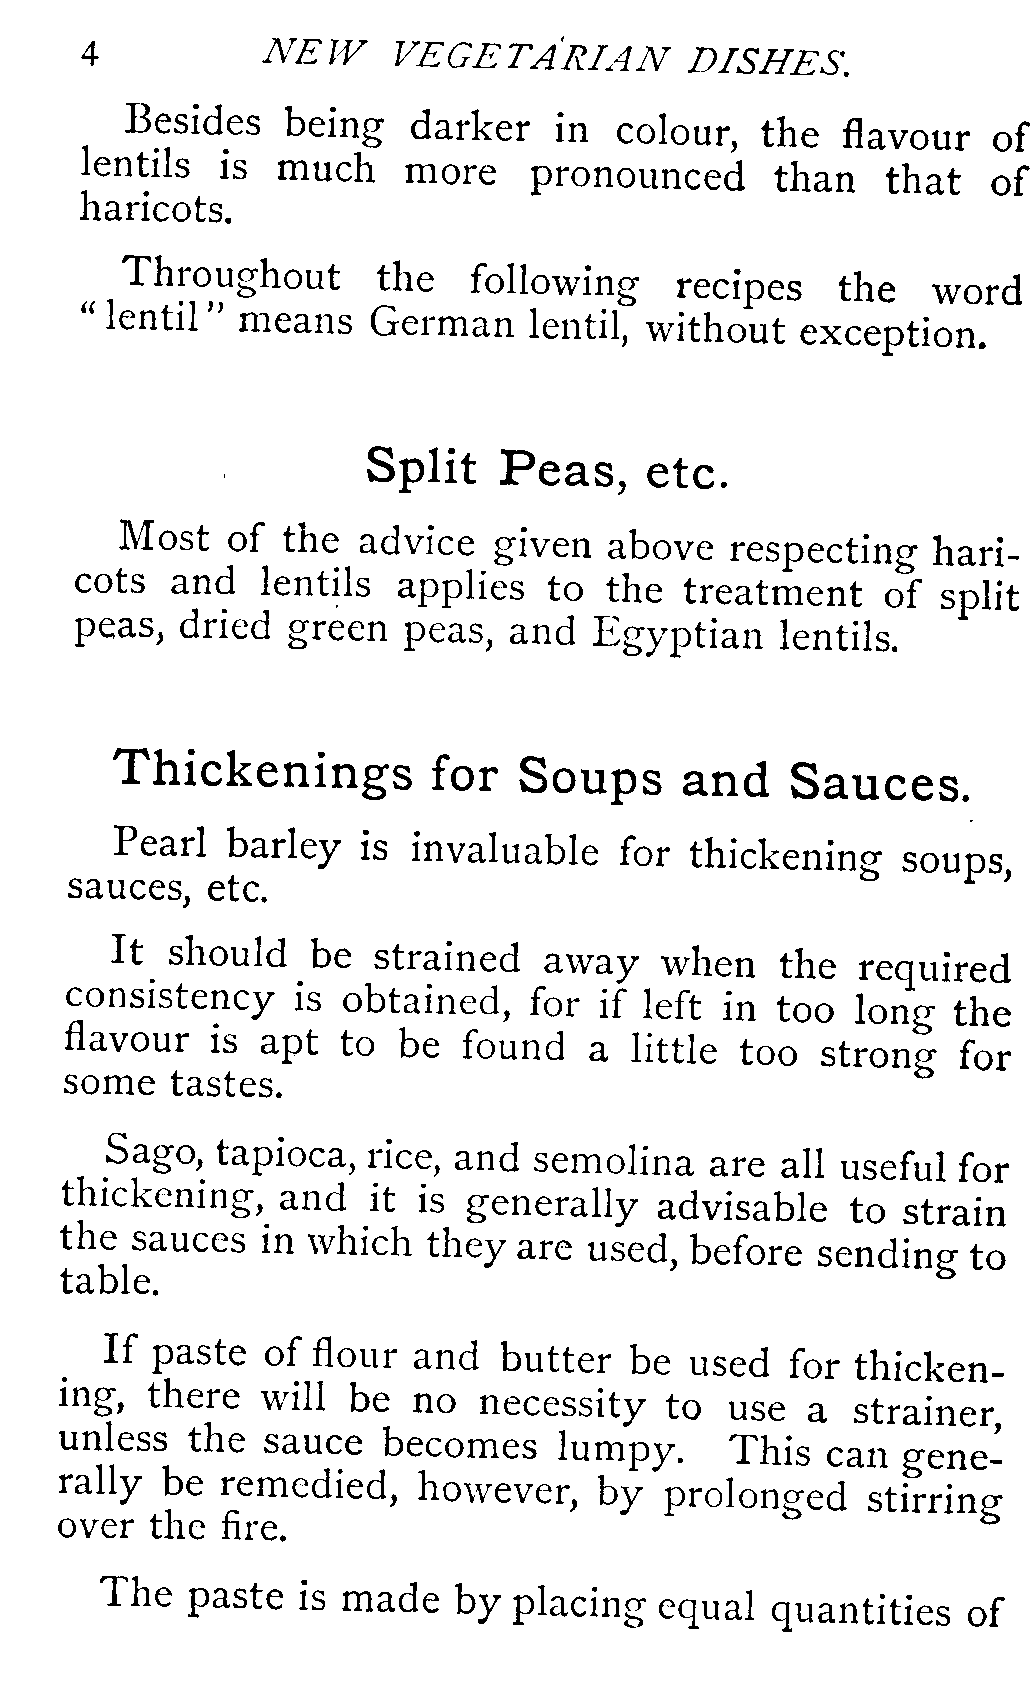 4 NEW VEGETARIAN DISHES.
Besides being darker in colour, the flavour of
lentils is much more pronounced than that of
haricots.
Throughout the following recipes the word
“lentil” means German lentil, without exception.
Split Peas, etc.
Most of the advice given above respecting hari-
cots and lentils applies to the treatment of split
peas, dried green peas, and Egyptian lentils.
Thickenings for Soups and Sauces.
Pearl barley is invaluable for thickening soups,
sauces, etc.
It should be strained away when the required
consistency is obtained, for if left in too long the
flavour is apt to be found a little too strong for
some tastes.
Sago, tapioca, rice, and semolina are all useful for
thickening, and it is generally advisable to strain
the sauces in which they are used, before sending to
table.
If paste of flour and butter be used for thicken-
ing, there will be no necessity to use a strainer,
unless the sauce becomes lumpy. This can gene-
rally be remedied, however, by prolonged stirring
over the fire.
The paste is made by placing equal quantities of